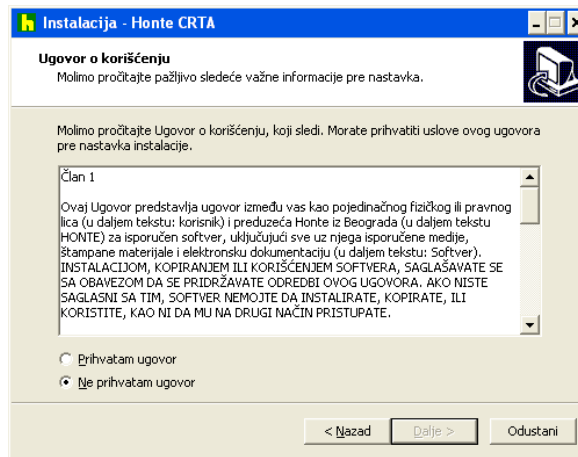 Instalacija - Honte CRTA
Ugovor o korišćenju
Molimo pročitajte pažljivo sledeće važne informacije pre nastavka.
Molimo pročitajte Ugovor o korišćenju, koji sledi. Morate prihvatiti uslove ovog ugovora
pre nastavka instalacije.
Član 1
Ovaj Ugovor predstavlja ugovor između vas kao pojedinačnog fizičkog ili pravnog
lica (u daljem tekstu: korisnik) i preduzeća Honte iz Beograda (u daljem tekstu
HONTE) za isporučen softver, uključujući sve uz njega isporučene medije,
štampane materijale i elektronsku dokumentaciju (u daljem tekstu: Softver).
INSTALACIJOM, KOPIRANJEM ILI KORIŠĆENJEM SOFTVERA, SAGLAŠAVATE SE
SA OBAVEZOM DA SE PRIDRŽAVATE ODREDBI OVOG UGOVORA. AKO NISTE
SAGLASNI SA TIM, SOFTVER NEMOJTE DA INSTALIRATE, KOPIRATE, ILI
KORISTITE, KAO NI DA MU NA DRUGI NAČIN PRISTUPATE.
Prihvatam ugovor
Ne prihvatam ugovor
< Nazad Dalje > Odustani